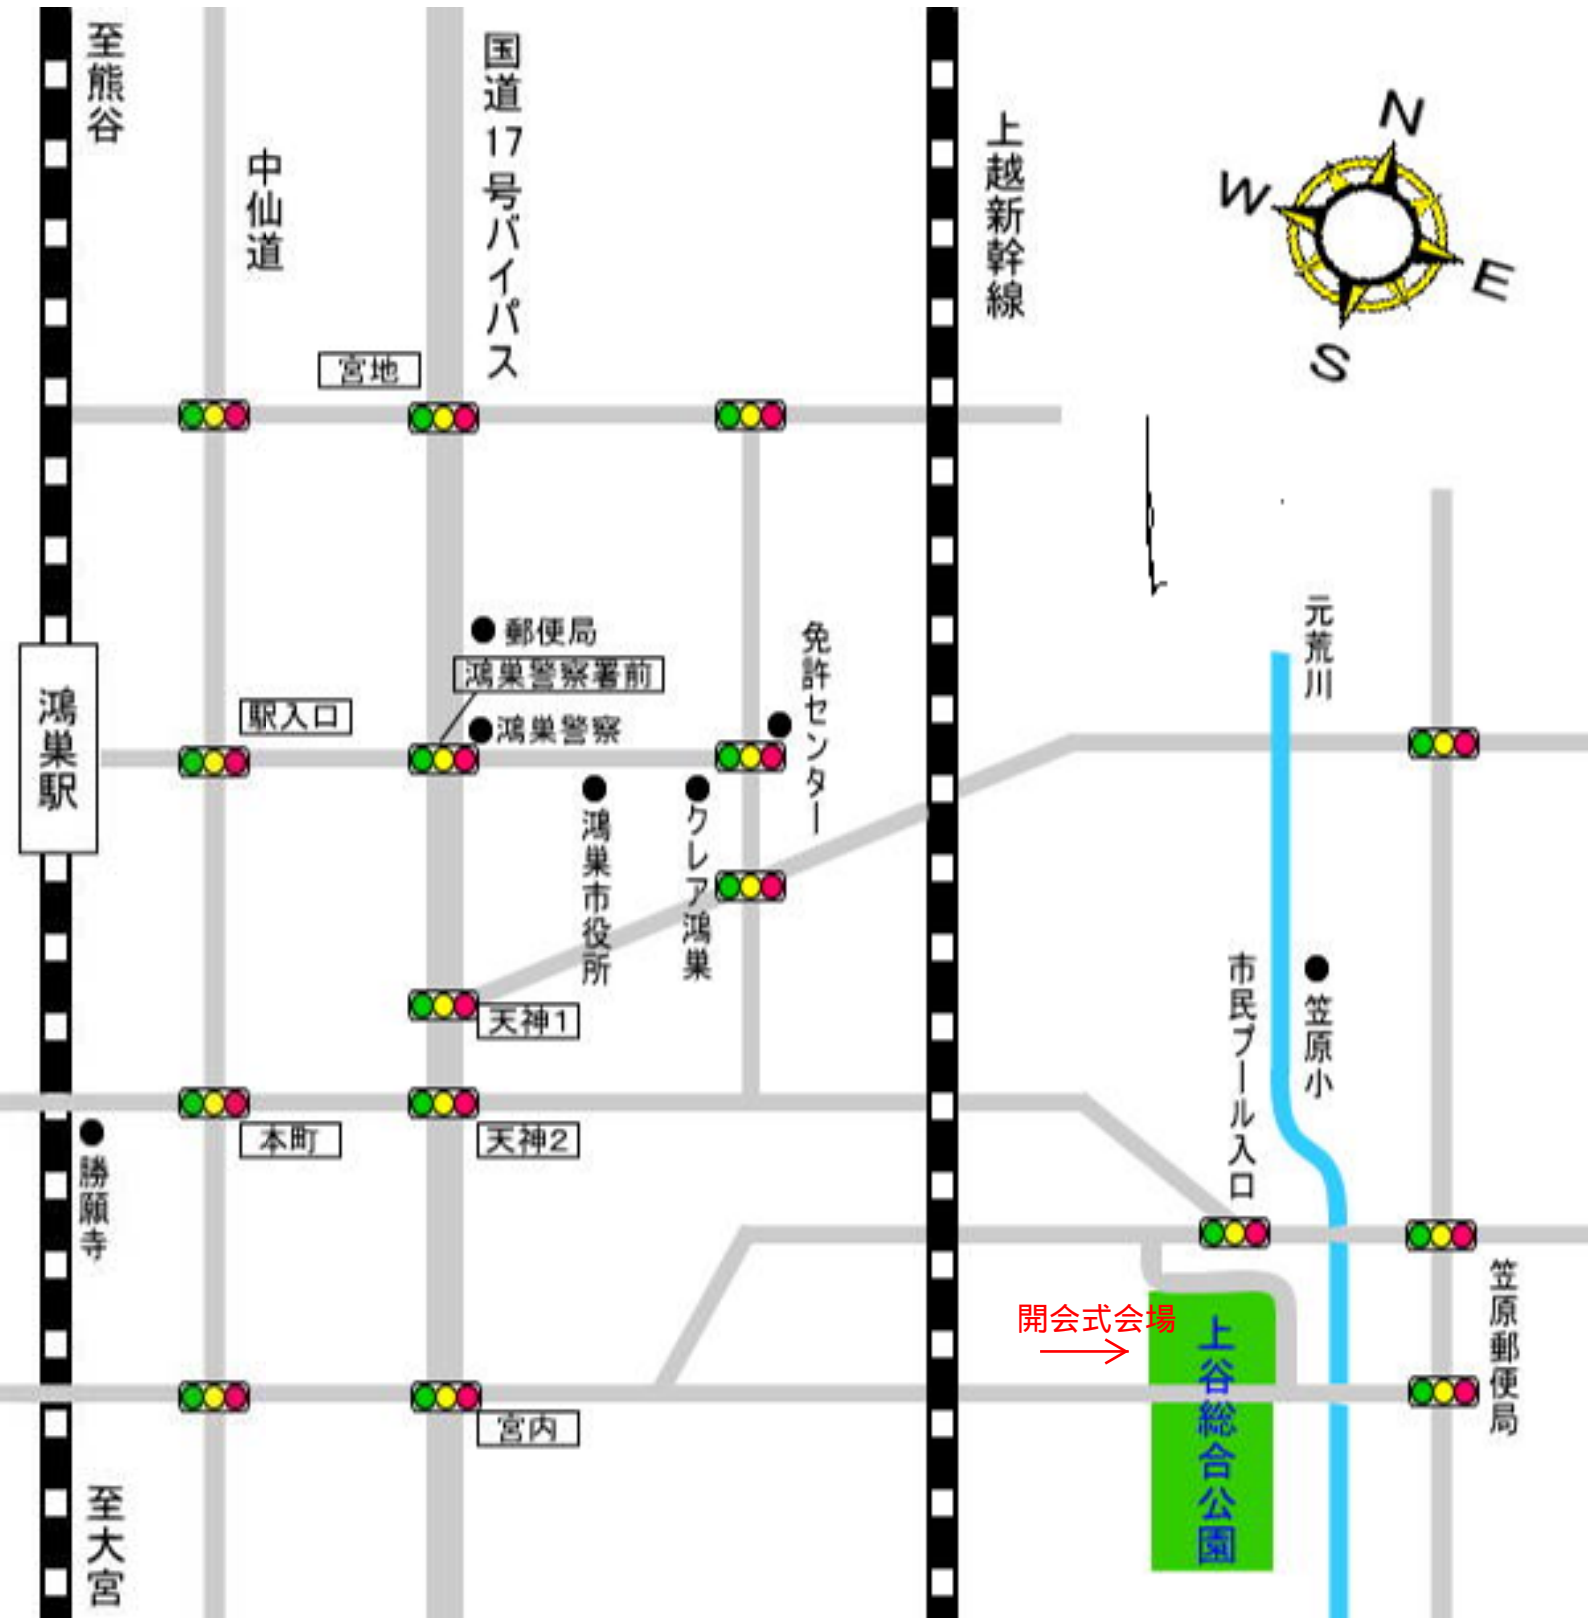 至熊谷
中仙道
国道17号バイパス
上越新幹線
N
W
E
S
宮地
郵便局
鴻巣警察署前
駅入口
鴻巣警察
免許センター
元荒川
鴻巣駅
鴻巣市役所
クレア鴻巣
市民プール入口
笠原小
天神1
本町
天神2
勝願寺
笠原郵便局
開会式会場
上谷総合公園
宮内
至大宮